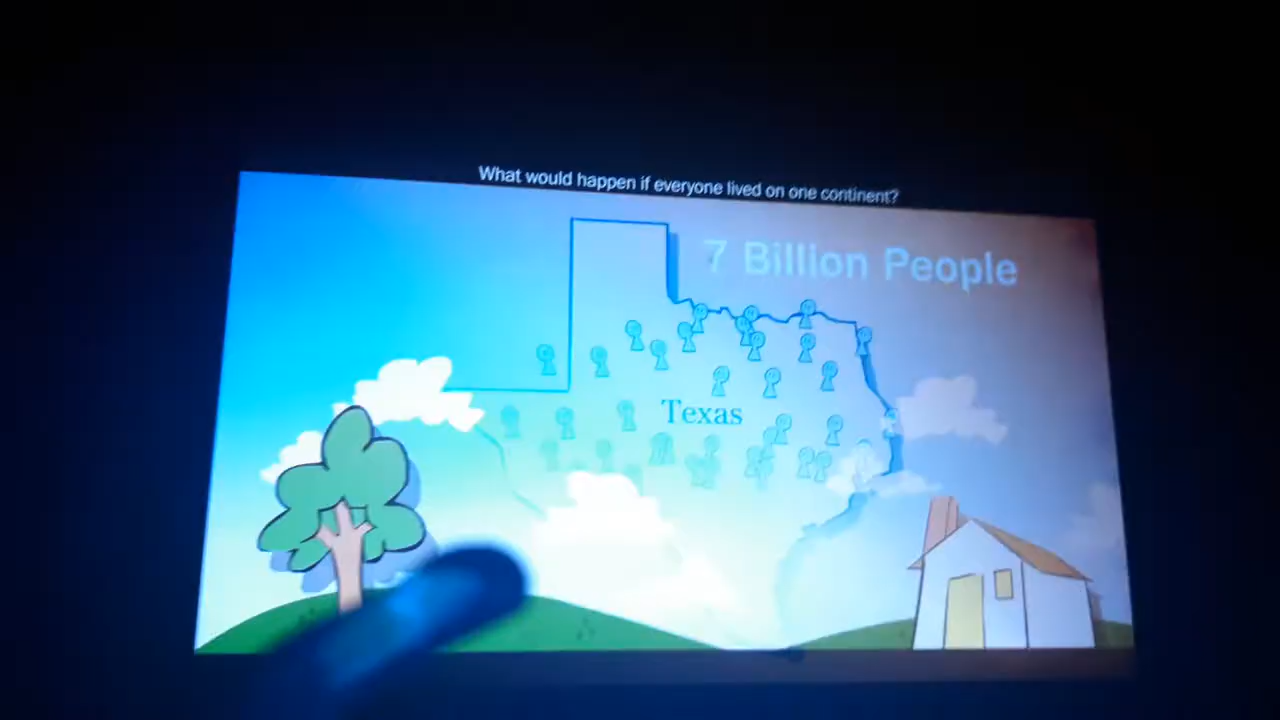 What would happen if everyone lived on one continent?
7 Billion People
Texas